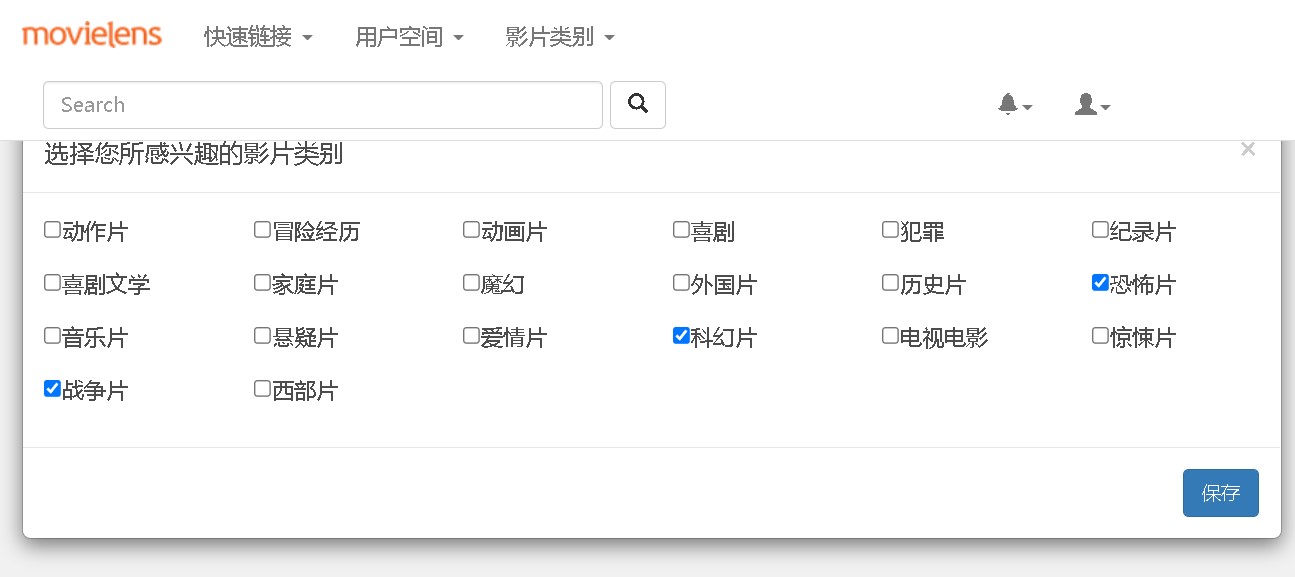 movielens 快速链接 用户空间 影片类别
Search
选择您所感兴趣的影片类别 ×
动作片 冒险经历 动画片 喜剧 犯罪 纪录片
喜剧文学 家庭片 魔幻 外国片 历史片 恐怖片
音乐片 悬疑片 爱情片 科幻片 电视电影 惊悚片
战争片 西部片
保存